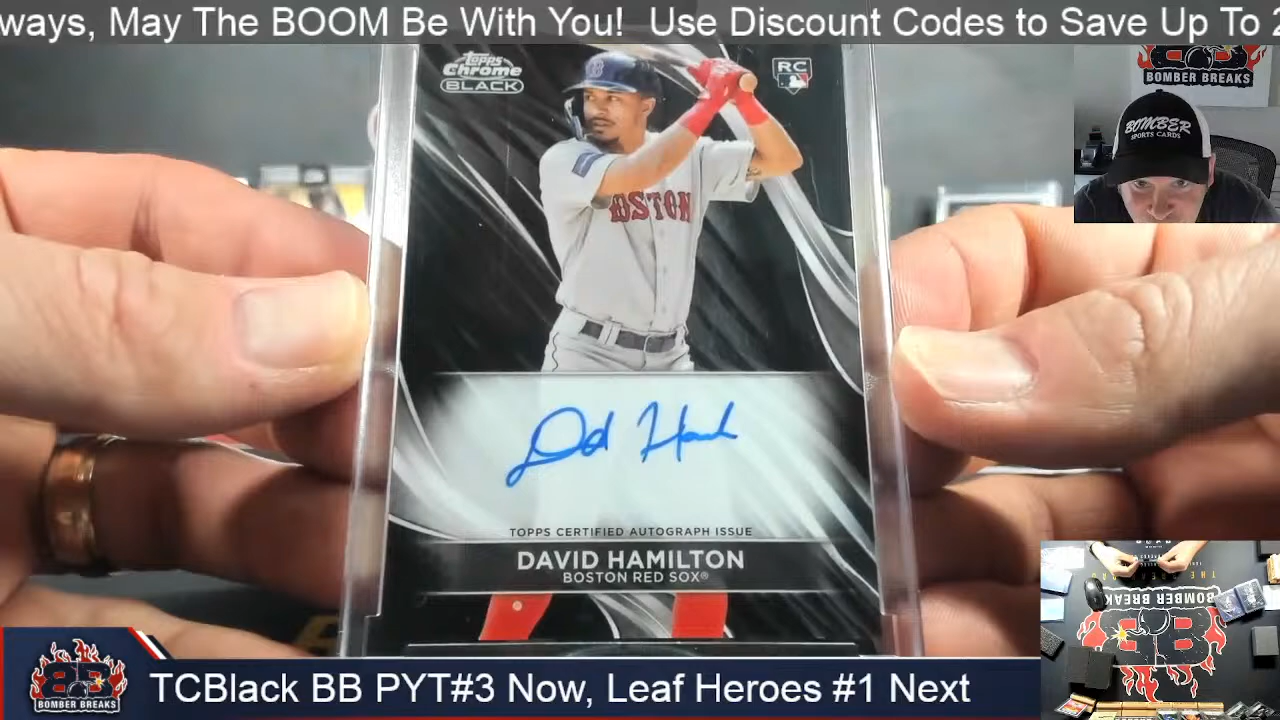 ways, May The BOOM Be With You!  Use Discount Codes to Save Up To 2
Topps
Chrome
BLACK
RC
BOMBER BREAKS
BOMBER
SPORTS CARDS
BOSTON
TOPPS CERTIFIED AUTOGRAPH ISSUE
DAVID HAMILTON
BOSTON RED SOX®
BOMBER BREAK
BB
BOMBER BREAKS
TCBlack BB PYT#3 Now, Leaf Heroes #1 Next